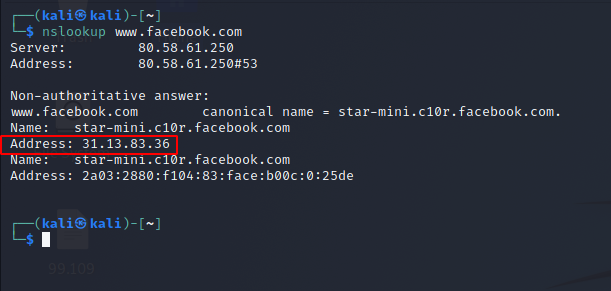 ┌──(kali㉿kali)-[~]
└─$ nslookup www.facebook.com
Server:         80.58.61.250
Address:        80.58.61.250#53

Non-authoritative answer:
www.facebook.com        canonical name = star-mini.c10r.facebook.com.
Name:   star-mini.c10r.facebook.com
Address: 31.13.83.36
Name:   star-mini.c10r.facebook.com
Address: 2a03:2880:f104:83:face:b00c:0:25de

┌──(kali㉿kali)-[~]
└─$
99.109